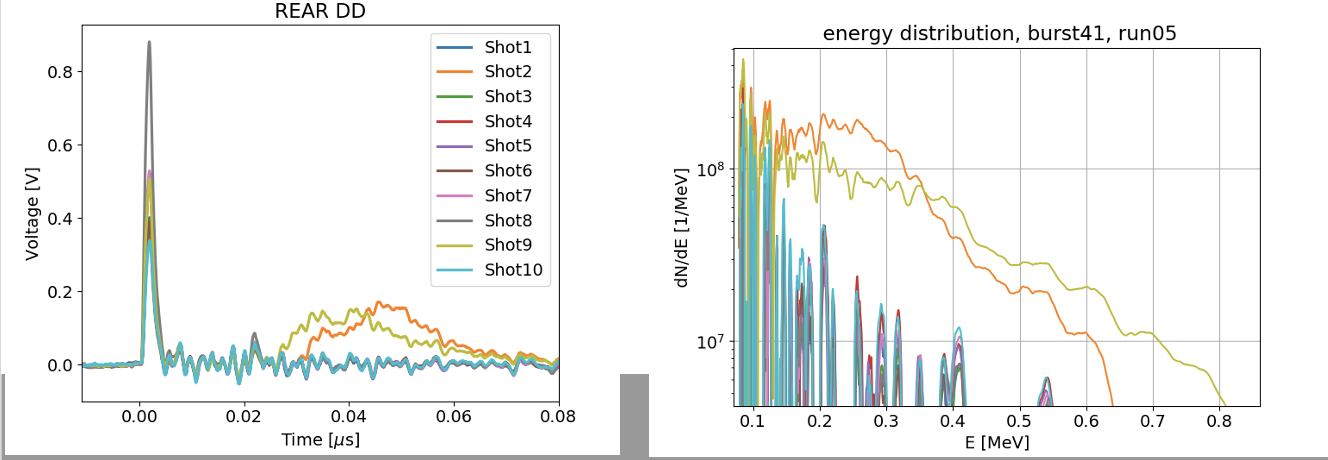 REAR DD
Voltage [V]
0.8
0.6
0.4
0.2
0.0
Shot1
Shot2
Shot3
Shot4
Shot5
Shot6
Shot7
Shot8
Shot9
Shot10
0.00 0.02 0.04 0.06 0.08
Time [μs]
energy distribution, burst41, run05
dN/dE [1/MeV]
10⁸
10⁷
0.1 0.2 0.3 0.4 0.5 0.6 0.7 0.8
E [MeV]